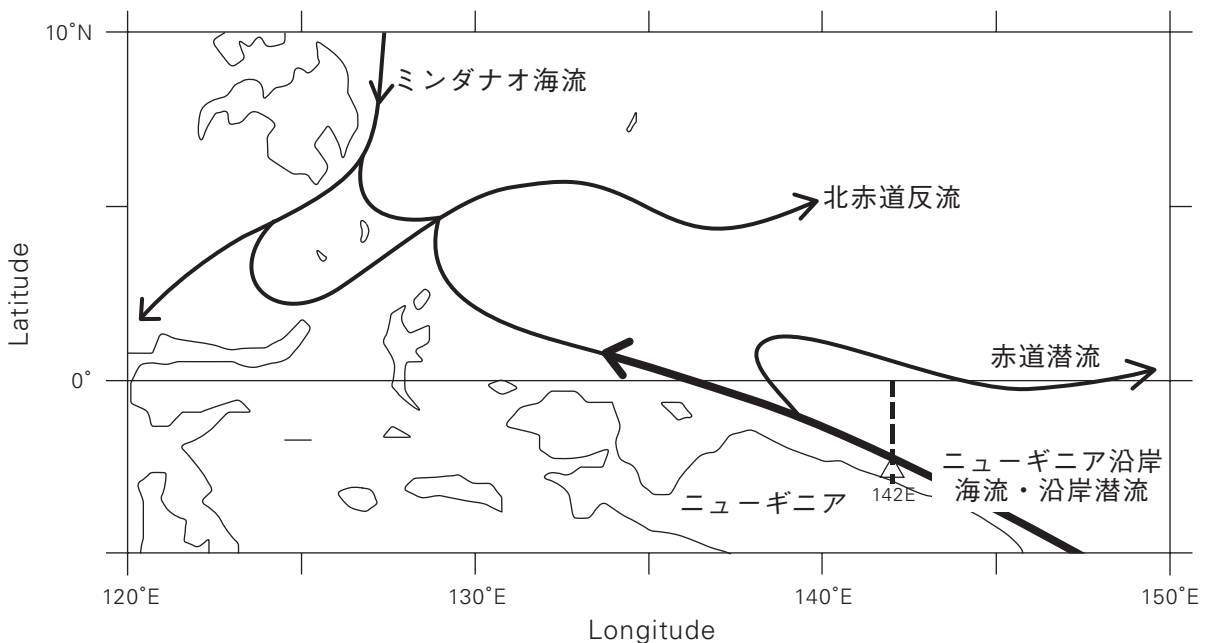 10˚N
ミンダナオ海流
北赤道反流
Latitude
赤道潜流
0˚
ニューギニア沿岸
海流・沿岸潜流
ニューギニア
142E
120˚E
130˚E
140˚E
150˚E
Longitude